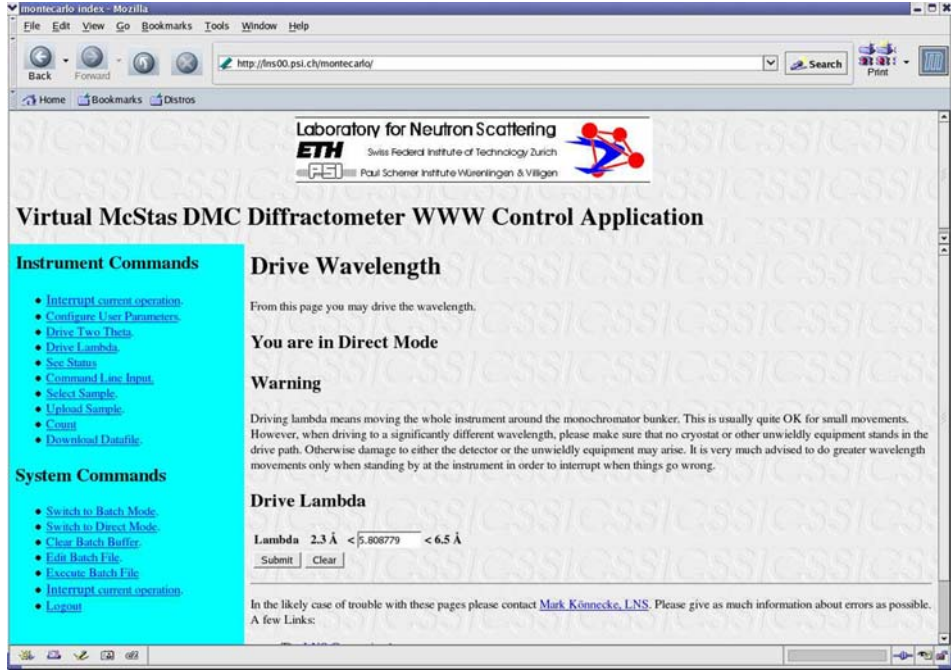 montecarlo index - Mozilla
File Edit View Go Bookmarks Tools Window Help
Back Forward http://lns00.psi.ch/montecarlo/ Search Print
Home Bookmarks Distros
Laboratory for Neutron Scattering
ETH Swiss Federal Institute of Technology Zurich
PSI Paul Scherrer Institute Würenlingen & Villigen
Virtual McStas DMC Diffractometer WWW Control Application
Instrument Commands
Interrupt current operation.
Configure User Parameters.
Drive Two Theta.
Drive Lambda.
See Status
Command Line Input.
Select Sample.
Upload Sample.
Count
Download Datafile.
System Commands
Switch to Batch Mode.
Switch to Direct Mode.
Clear Batch Buffer.
Edit Batch File.
Execute Batch File
Interrupt current operation.
Logout
Drive Wavelength
From this page you may drive the wavelength.
You are in Direct Mode
Warning
Driving lambda means moving the whole instrument around the monochromator bunker. This is usually quite OK for small movements.
However, when driving to a significantly different wavelength, please make sure that no cryostat or other unwieldly equipment stands in the
drive path. Otherwise damage to either the detector or the unwieldly equipment may arise. It is very much advised to do greater wavelength
movements only when standing by at the instrument in order to interrupt when things go wrong.
Drive Lambda
Lambda 2.3 Å < 5.808779 < 6.5 Å
Submit Clear
In the likely case of trouble with these pages please contact Mark Könnecke, LNS. Please give as much information about errors as possible.
A few Links: